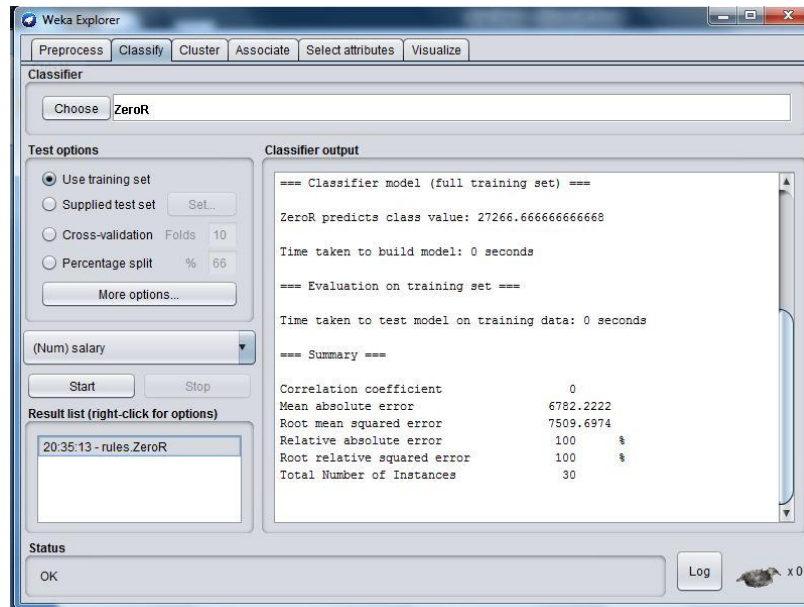 Weka Explorer
Preprocess Classify Cluster Associate Select attributes Visualize
Classifier
Choose ZeroR
Test options
Use training set
Supplied test set Set...
Cross-validation Folds 10
Percentage split % 66
More options...
(Num) salary
Start Stop
Result list (right-click for options)
20:35:13 - rules.ZeroR
Classifier output
=== Classifier model (full training set) ===
ZeroR predicts class value: 27266.666666666668
Time taken to build model: 0 seconds
=== Evaluation on training set ===
Time taken to test model on training data: 0 seconds
=== Summary ===
Correlation coefficient 0
Mean absolute error 6782.2222
Root mean squared error 7509.6974
Relative absolute error 100 %
Root relative squared error 100 %
Total Number of Instances 30
Status
OK
Log
x 0